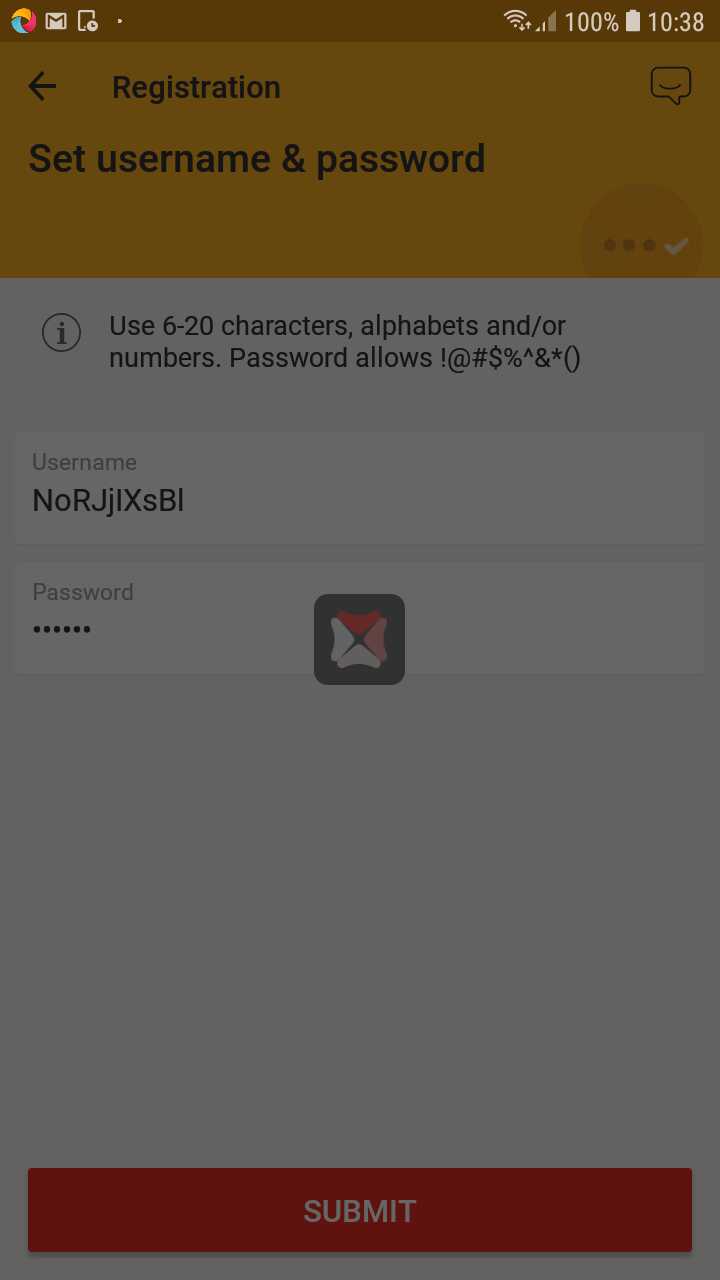 100% 10:38
Registration
Set username & password
Use 6-20 characters, alphabets and/or
numbers. Password allows !@#$%^&*()
Username
NoRJjIXsBl
Password
••••••
SUBMIT